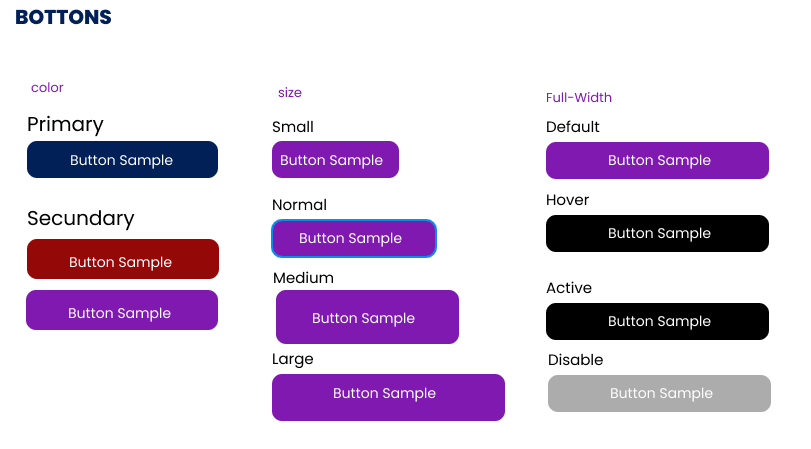 BOTTONS
color
Primary
Button Sample
Secundary
Button Sample
Button Sample
size
Small
Button Sample
Normal
Button Sample
Medium
Button Sample
Large
Button Sample
Full-Width
Default
Button Sample
Hover
Button Sample
Active
Button Sample
Disable
Button Sample